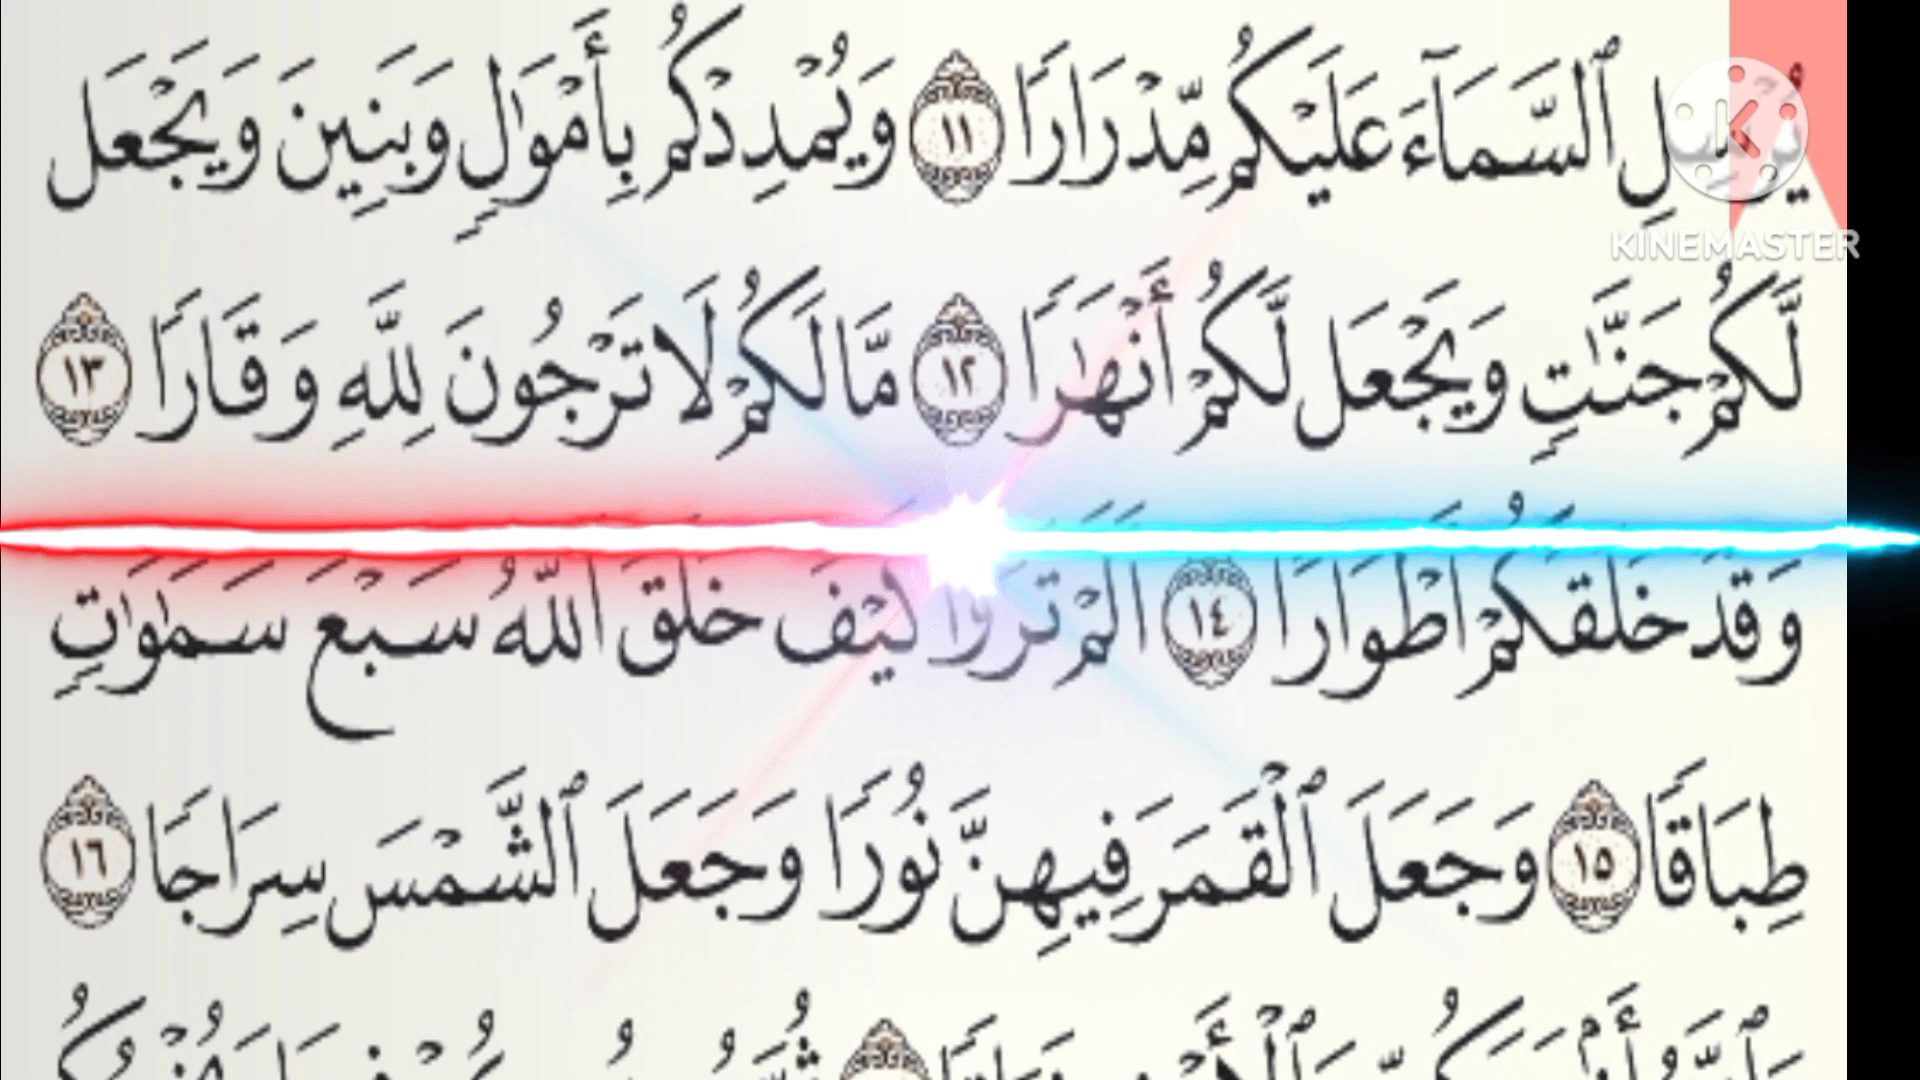 يُرْسِلِ ٱلسَّمَآءَ عَلَيْكُم مِّدْرَارًا ١١ وَيُمْدِدْكُم بِأَمْوَٰلٍ وَبَنِينَ وَيَجْعَل
KINEMASTER
لَّكُمْ جَنَّٰتٍ وَيَجْعَل لَّكُمْ أَنْهَٰرًا ١٢ مَّا لَكُمْ لَا تَرْجُونَ لِلَّهِ وَقَارًا ١٣
وَقَدْ خَلَقَكُمْ أَطْوَارًا ١٤ أَلَمْ تَرَوْا۟ كَيْفَ خَلَقَ ٱللَّهُ سَبْعَ سَمَٰوَٰتٍ
طِبَاقًا ١٥ وَجَعَلَ ٱلْقَمَرَ فِيهِنَّ نُورًا وَجَعَلَ ٱلشَّمْسَ سِرَاجًا ١٦